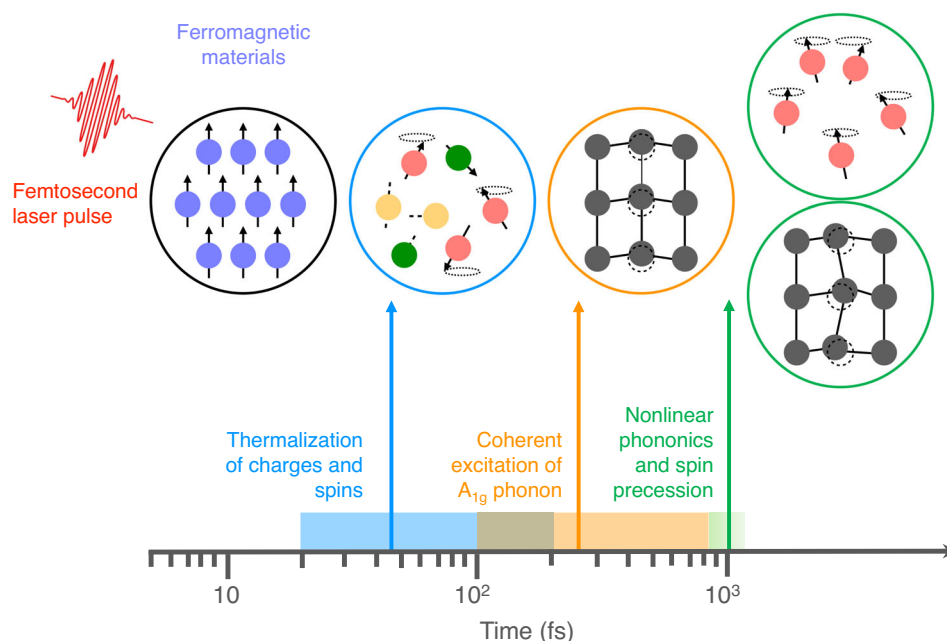 Ferromagnetic
materials
Femtosecond
laser pulse
Thermalization
of charges and
spins
Coherent
excitation of
A₁g phonon
Nonlinear
phononics
and spin
precession
10
10²
10³
Time (fs)